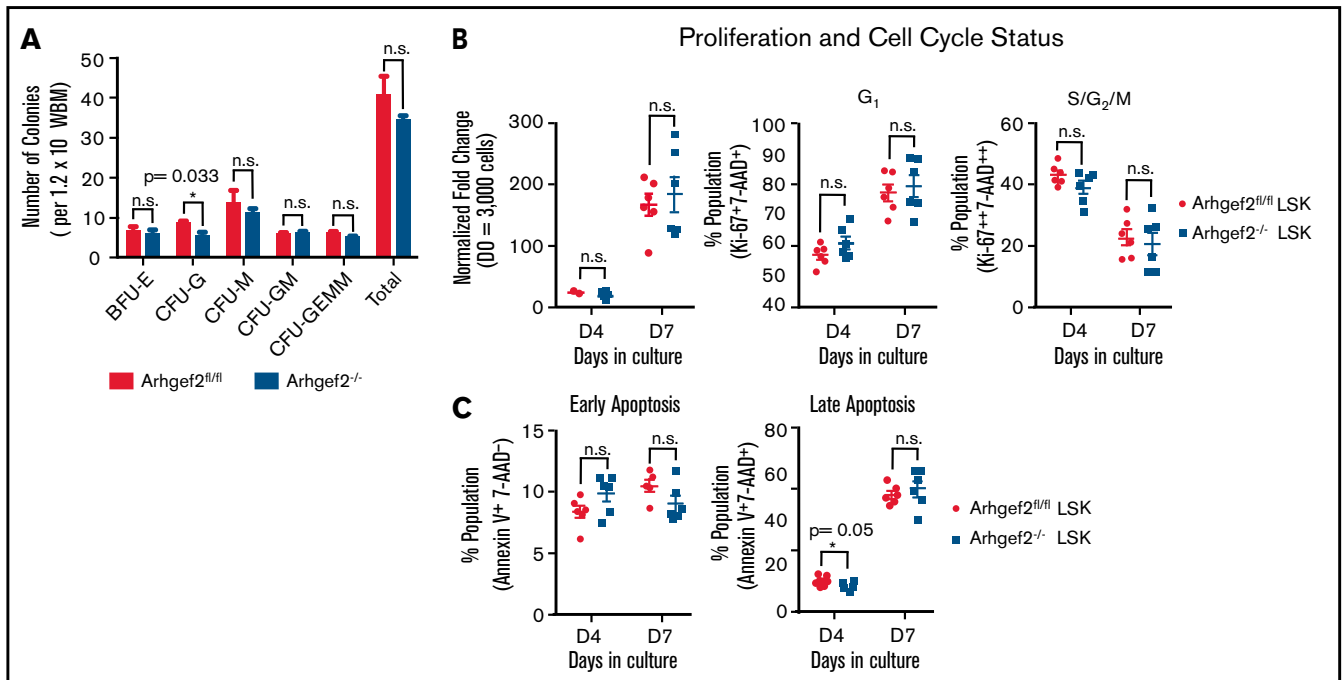 A
Number of Colonies
( per 1.2 x 10 WBM)
50
40
30
20
10
0
n.s.
p= 0.033
*
n.s.
n.s.
n.s.
n.s.
BFU-E
CFU-G
CFU-M
CFU-GM
CFU-GEMM
Total
Arhgef2fl/fl
Arhgef2-/-
B
Proliferation and Cell Cycle Status
Normalized Fold Change
(D0 = 3,000 cells)
300
200
100
0
n.s.
n.s.
D4
D7
Days in culture
G1
% Population
(Ki-67+7-AAD+)
100
90
80
70
60
50
40
n.s.
n.s.
D4
D7
Days in culture
S/G2/M
% Population
(Ki-67++7-AAD++)
60
40
20
0
n.s.
n.s.
D4
D7
Days in culture
Arhgef2fl/fl LSK
Arhgef2-/- LSK
C
Early Apoptosis
% Population
(Annexin V+ 7-AAD-)
15
10
5
0
n.s.
n.s.
D4
D7
Days in culture
Late Apoptosis
% Population
(Annexin V+7-AAD+)
80
60
40
20
0
p= 0.05
*
n.s.
D4
D7
Days in culture
Arhgef2fl/fl LSK
Arhgef2-/- LSK